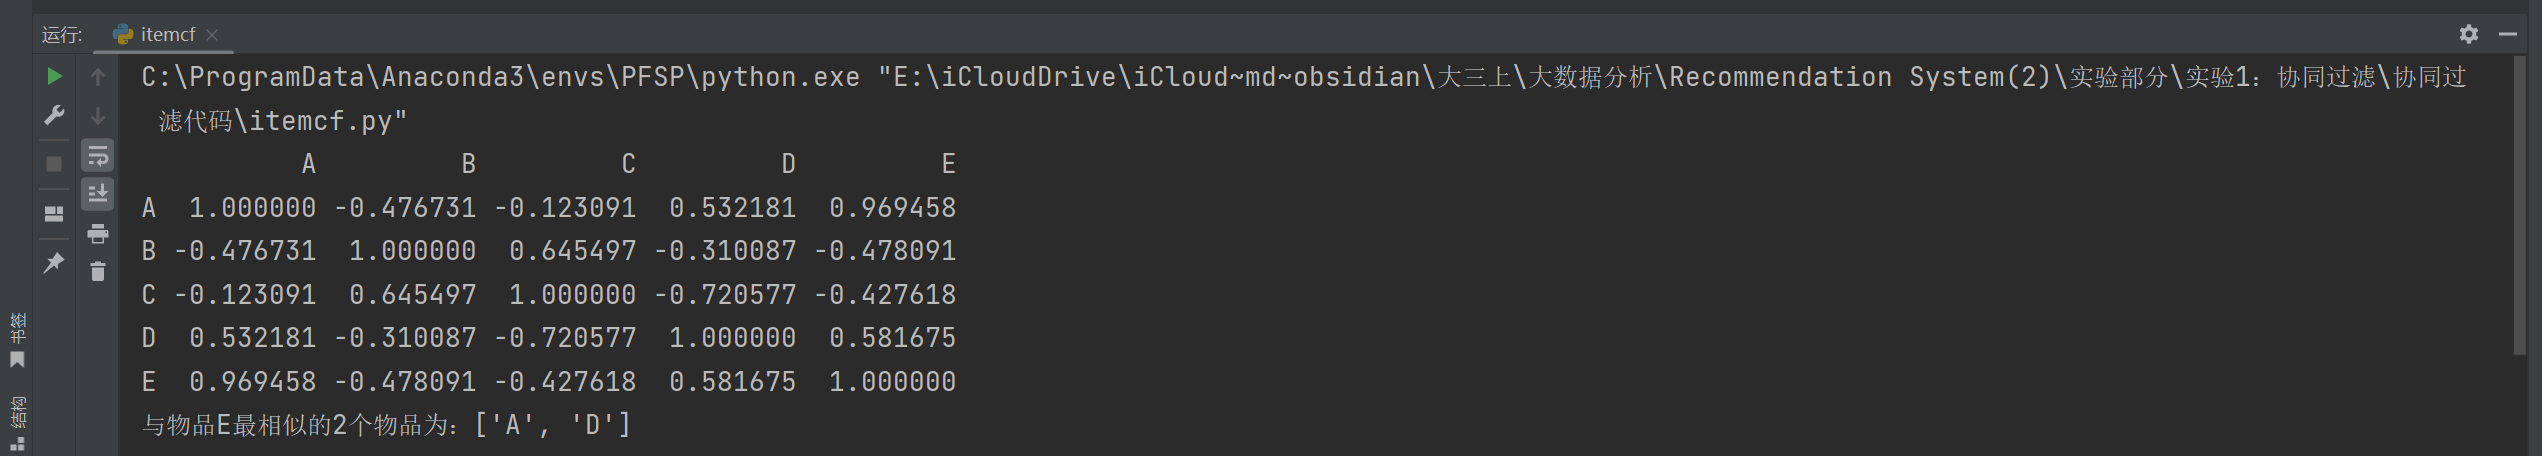 运行: itemcf
C:\ProgramData\Anaconda3\envs\PFSP\python.exe "E:\iCloudDrive\iCloud~md~obsidian\大三上\大数据分析\Recommendation System(2)\实验部分\实验1：协同过滤\协同过
滤代码\itemcf.py"
A B C D E
A 1.000000 -0.476731 -0.123091 0.532181 0.969458
B -0.476731 1.000000 0.645497 -0.310087 -0.478091
C -0.123091 0.645497 1.000000 -0.720577 -0.427618
D 0.532181 -0.310087 -0.720577 1.000000 0.581675
E 0.969458 -0.478091 -0.427618 0.581675 1.000000
与物品E最相似的2个物品为：['A', 'D']
书签
结构